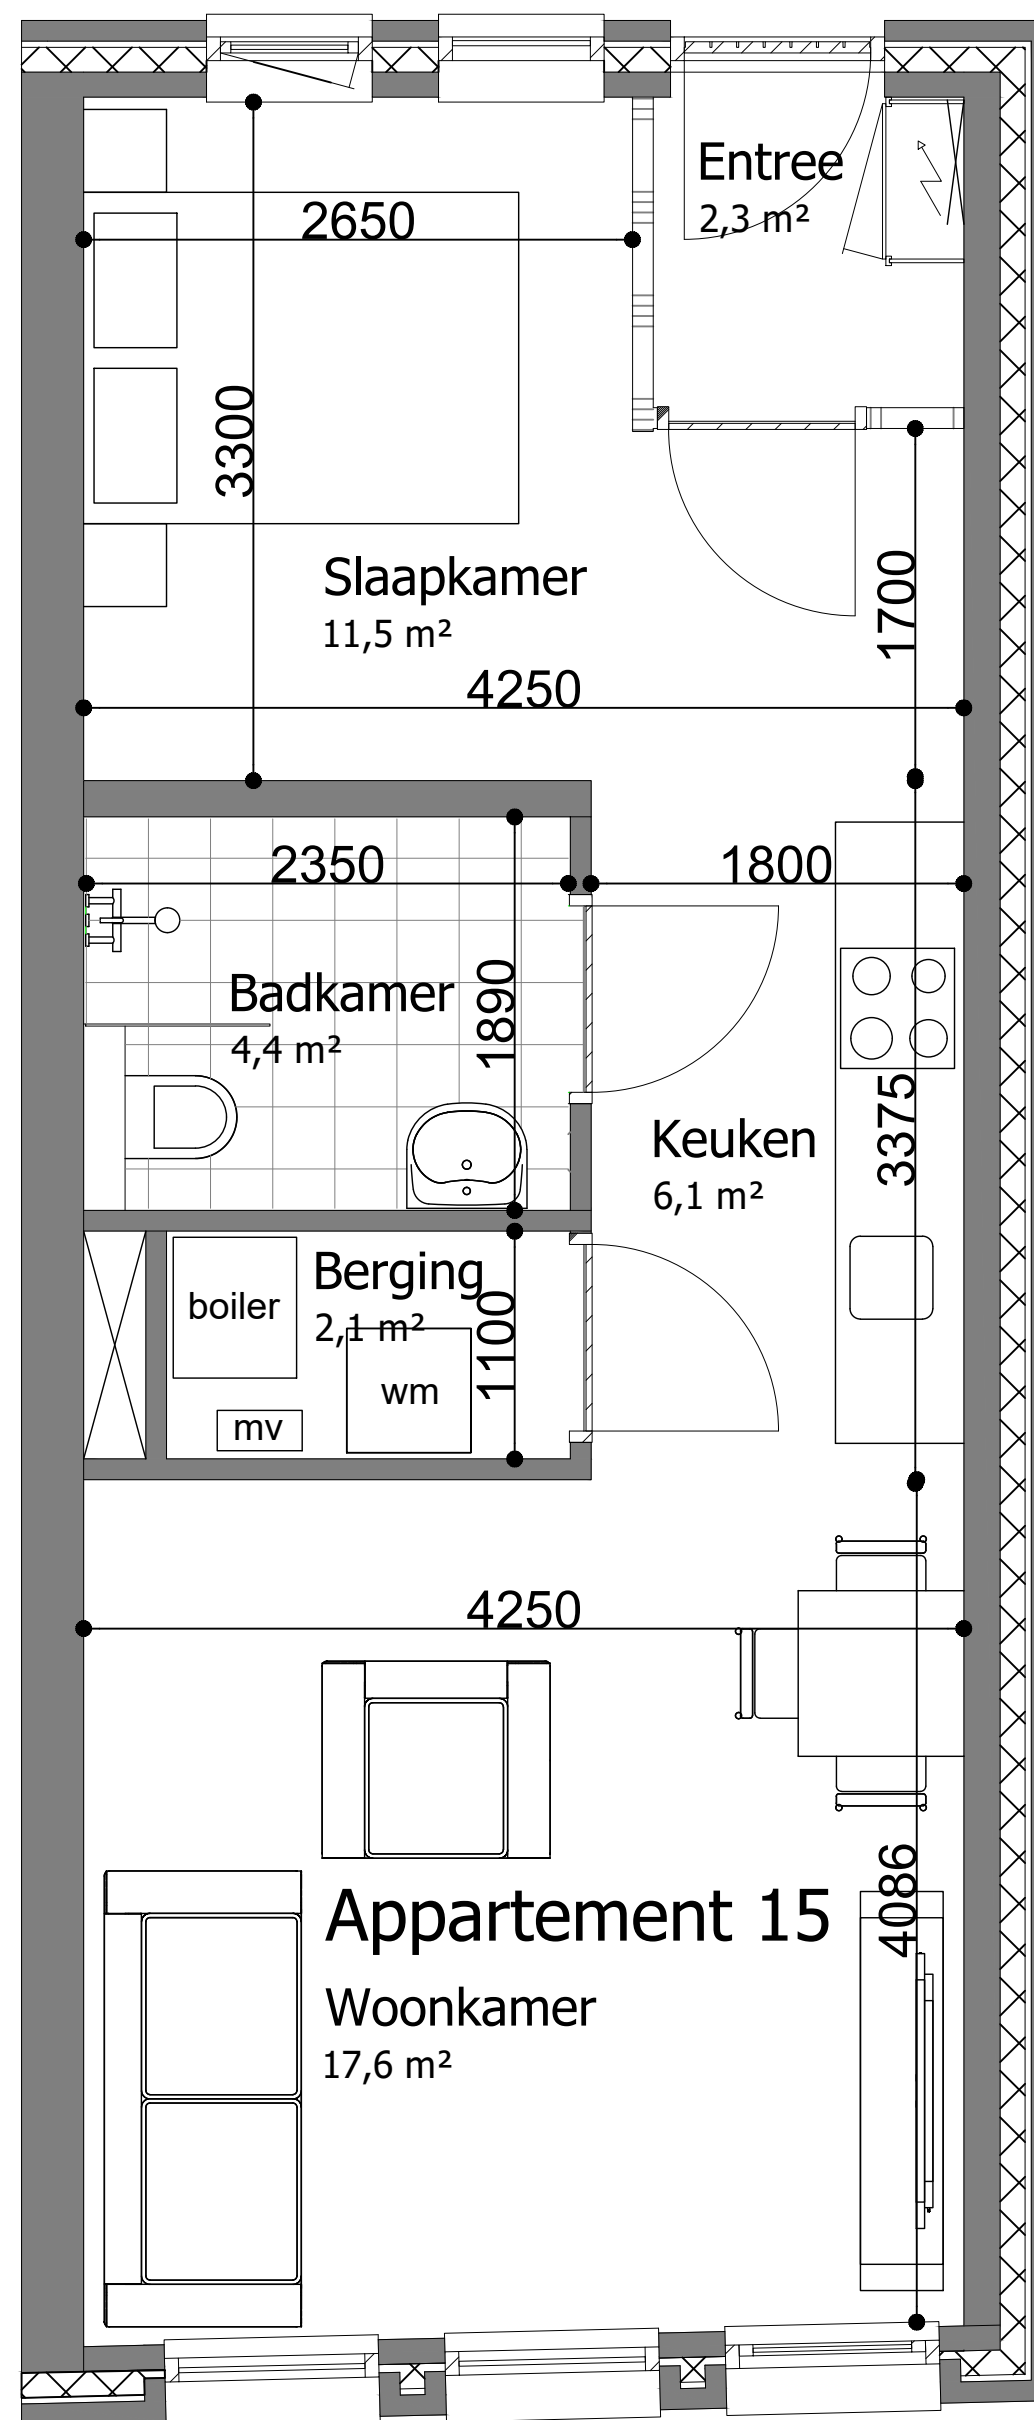 Entree
2,3 m²
2650
3300
Slaapkamer
11,5 m²
1700
4250
2350
1800
Badkamer
4,4 m²
1890
3375
Keuken
6,1 m²
Berging
2,1 m²
boiler
1100
wm
mv
4250
4086
Appartement 15
Woonkamer
17,6 m²